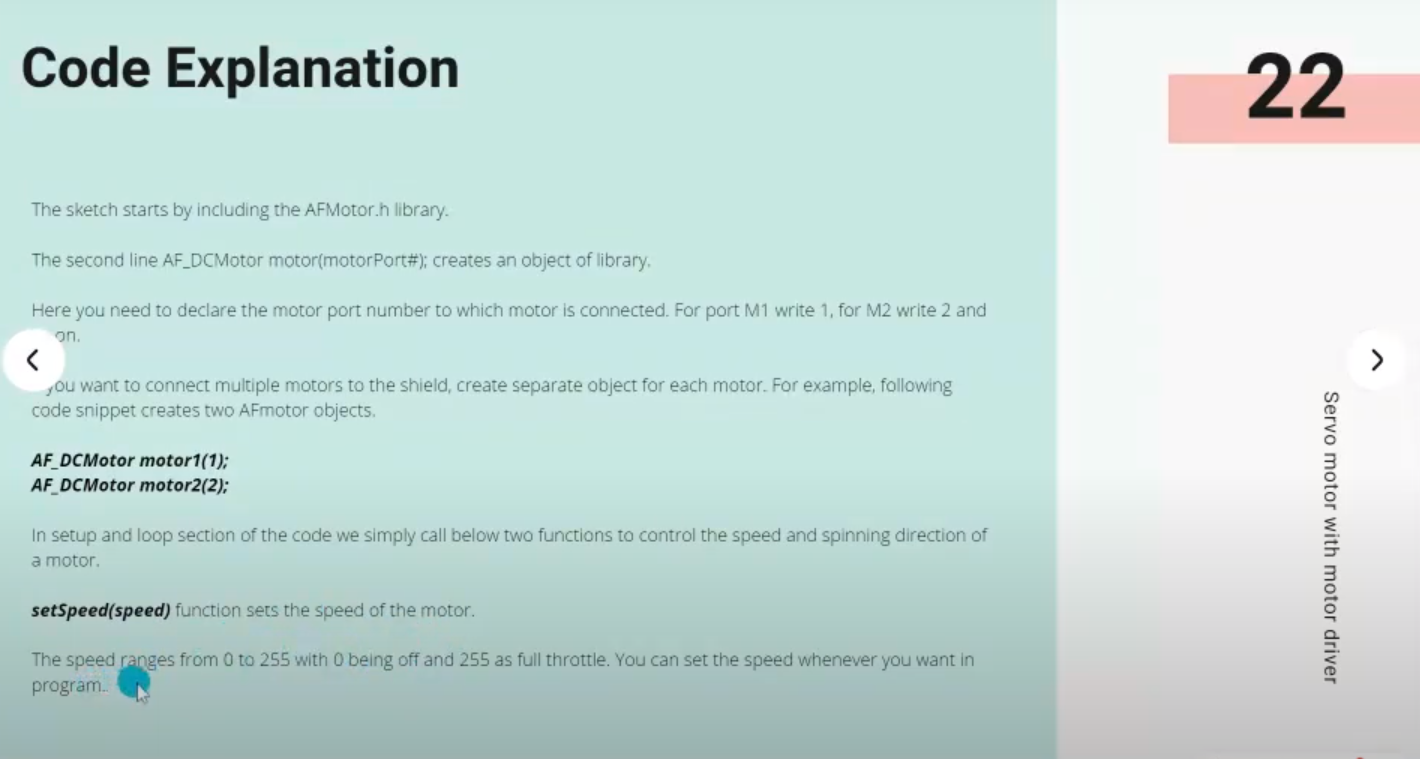 Code Explanation
22
The sketch starts by including the AFMotor.h library.
The second line AF_DCMotor motor(motorPort#); creates an object of library.
Here you need to declare the motor port number to which motor is connected. For port M1 write 1, for M2 write 2 and
on.
you want to connect multiple motors to the shield, create separate object for each motor. For example, following
code snippet creates two AFmotor objects.
AF_DCMotor motor1(1);
AF_DCMotor motor2(2);
In setup and loop section of the code we simply call below two functions to control the speed and spinning direction of
a motor.
setSpeed(speed) function sets the speed of the motor.
The speed ranges from 0 to 255 with 0 being off and 255 as full throttle. You can set the speed whenever you want in
program.
Servo motor with motor driver